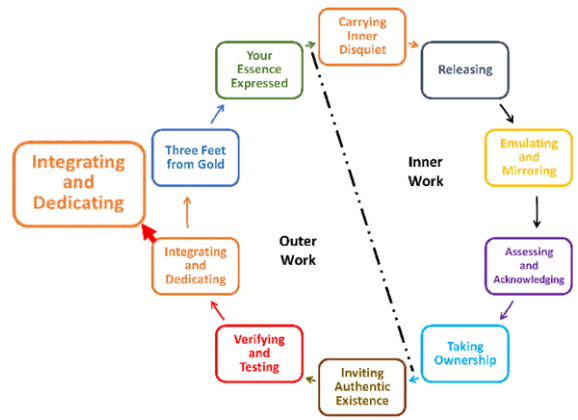 Carrying
Inner
Disquiet
Your
Essence
Expressed
Releasing
Three Feet
from Gold
Inner
Work
Emulating
and
Mirroring
Integrating
and
Dedicating
Outer
Work
Integrating
and
Dedicating
Assessing
and
Acknowledging
Verifying
and
Testing
Taking
Ownership
Inviting
Authentic
Existence